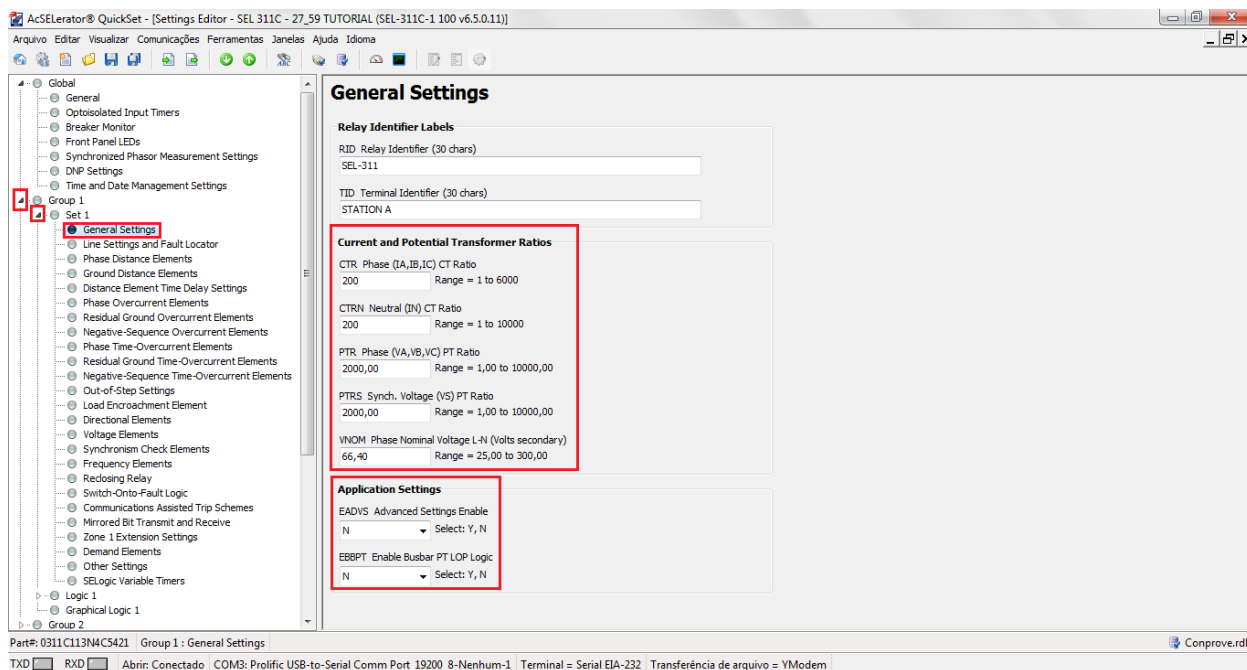 AcSELerator® QuickSet - [Settings Editor - SEL 311C - 27_59 TUTORIAL (SEL-311C-1 100 v6.5.0.11)]
Arquivo Editar Visualizar Comunicações Ferramentas Janelas Ajuda Idioma
Global
General
Optoisolated Input Timers
Breaker Monitor
Front Panel LEDs
Synchronized Phasor Measurement Settings
DNP Settings
Time and Date Management Settings
Group 1
Set 1
General Settings
Line Settings and Fault Locator
Phase Distance Elements
Ground Distance Elements
Distance Element Time Delay Settings
Phase Overcurrent Elements
Residual Ground Overcurrent Elements
Negative-Sequence Overcurrent Elements
Phase Time-Overcurrent Elements
Residual Ground Time-Overcurrent Elements
Negative-Sequence Time-Overcurrent Elements
Out-of-Step Settings
Load Encroachment Element
Directional Elements
Voltage Elements
Synchronism Check Elements
Frequency Elements
Reclosing Relay
Switch-Onto-Fault Logic
Communications Assisted Trip Schemes
Mirrored Bit Transmit and Receive
Zone 1 Extension Settings
Demand Elements
Other Settings
SELogic Variable Timers
Logic 1
Graphical Logic 1
Group 2
General Settings
Relay Identifier Labels
RID Relay Identifier (30 chars)
SEL-311
TID Terminal Identifier (30 chars)
STATION A
Current and Potential Transformer Ratios
CTR Phase (IA,IB,IC) CT Ratio
200 Range = 1 to 6000
CTRN Neutral (IN) CT Ratio
200 Range = 1 to 10000
PTR Phase (VA,VB,VC) PT Ratio
2000,00 Range = 1,00 to 10000,00
PTRS Synch. Voltage (VS) PT Ratio
2000,00 Range = 1,00 to 10000,00
VNOM Phase Nominal Voltage L-N (Volts secondary)
66,40 Range = 25,00 to 300,00
Application Settings
EADVS Advanced Settings Enable
N Select: Y, N
EBBPT Enable Busbar PT LOP Logic
N Select: Y, N
Part#: 0311C113N4C5421 Group 1 : General Settings Conprove.rdb
TXD RXD Abrir: Conectado COM3: Prolific USB-to-Serial Comm Port 19200 8-Nenhum-1 Terminal = Serial EIA-232 Transferência de arquivo = YModem